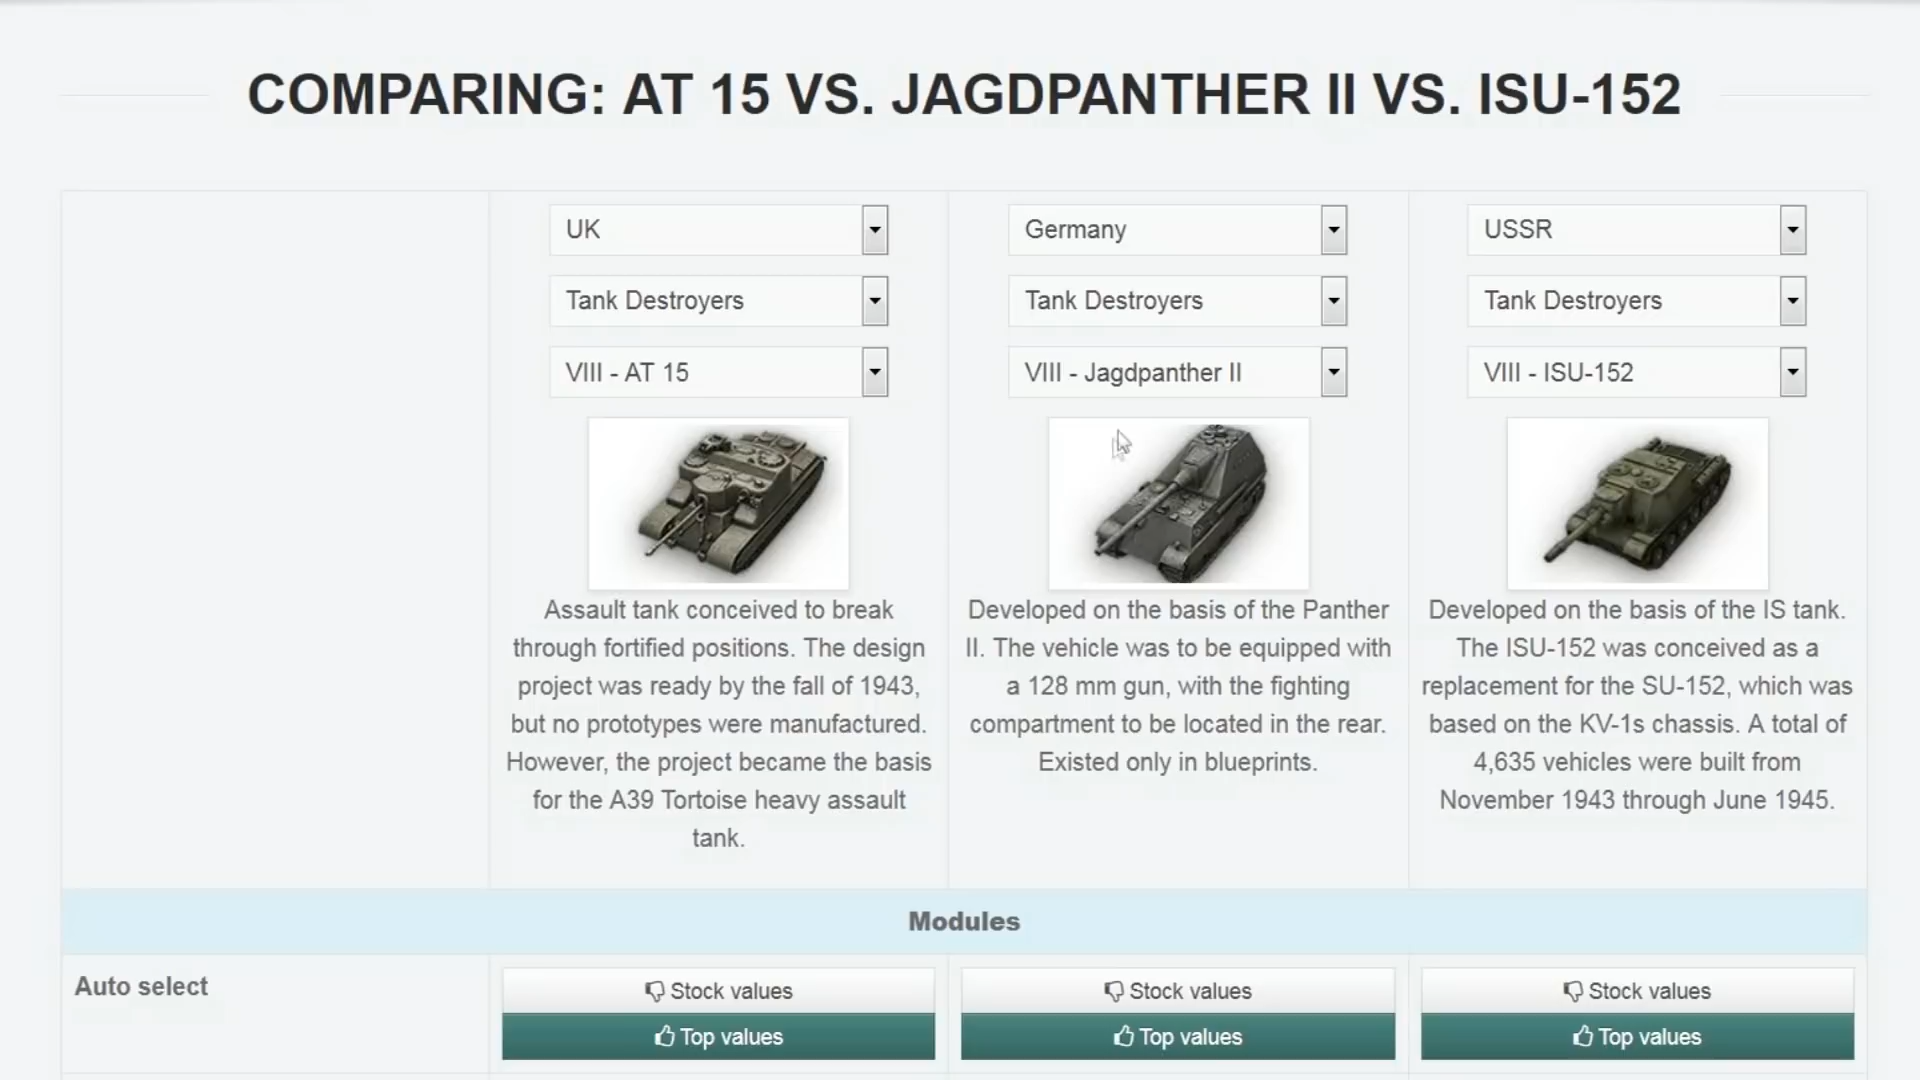 COMPARING: AT 15 VS. JAGDPANTHER II VS. ISU-152
UK
Germany
USSR
Tank Destroyers
Tank Destroyers
Tank Destroyers
VIII - AT 15
VIII - Jagdpanther II
VIII - ISU-152
Assault tank conceived to break
through fortified positions. The design
project was ready by the fall of 1943,
but no prototypes were manufactured.
However, the project became the basis
for the A39 Tortoise heavy assault
tank.
Developed on the basis of the Panther
II. The vehicle was to be equipped with
a 128 mm gun, with the fighting
compartment to be located in the rear.
Existed only in blueprints.
Developed on the basis of the IS tank.
The ISU-152 was conceived as a
replacement for the SU-152, which was
based on the KV-1s chassis. A total of
4,635 vehicles were built from
November 1943 through June 1945.
Modules
Auto select
Stock values
Stock values
Stock values
Top values
Top values
Top values